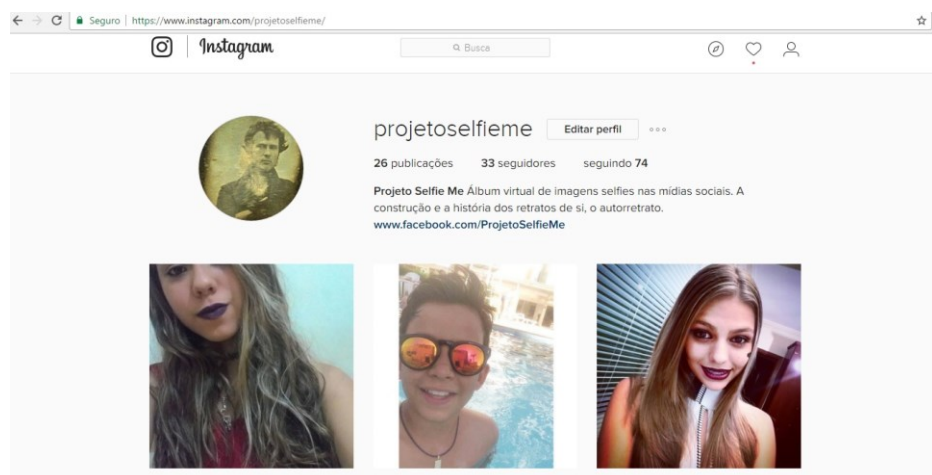 Seguro | https://www.instagram.com/projetoselfieme/
Instagram
Busca
projetoselfieme Editar perfil
26 publicações 33 seguidores seguindo 74
Projeto Selfie Me Álbum virtual de imagens selfies nas mídias sociais. A
construção e a história dos retratos de si, o autorretrato.
www.facebook.com/ProjetoSelfieMe